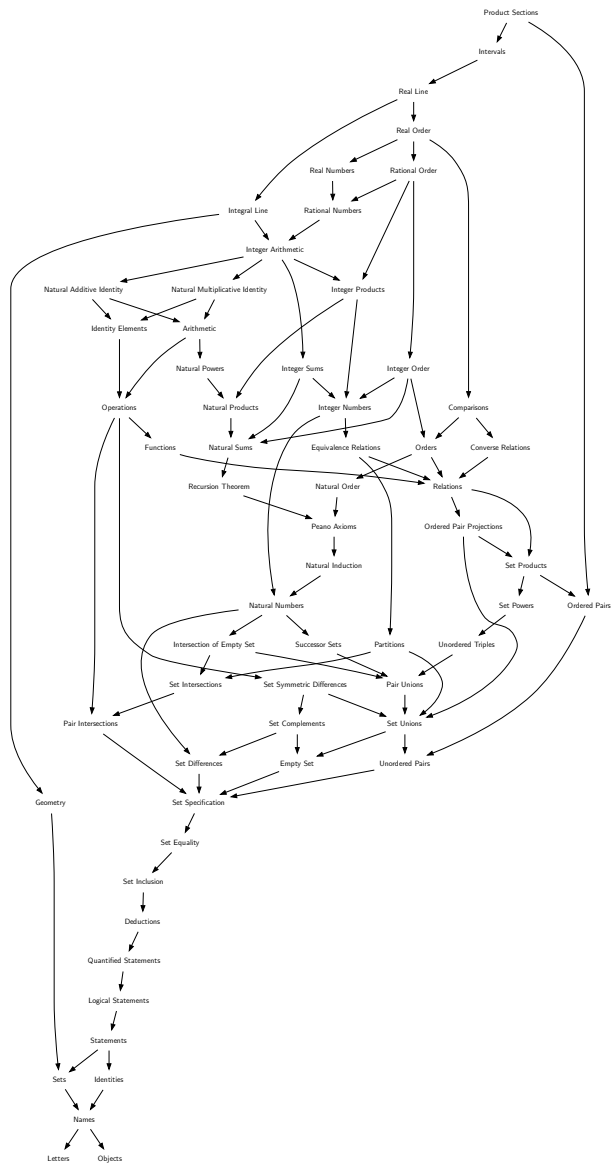 Product Sections
Intervals
Real Line
Real Order
Real Numbers
Rational Order
Integral Line
Rational Numbers
Integer Arithmetic
Natural Additive Identity
Natural Multiplicative Identity
Integer Products
Identity Elements
Arithmetic
Natural Powers
Integer Sums
Integer Order
Operations
Natural Products
Integer Numbers
Comparisons
Functions
Natural Sums
Equivalence Relations
Orders
Converse Relations
Recursion Theorem
Natural Order
Relations
Peano Axioms
Ordered Pair Projections
Natural Induction
Set Products
Natural Numbers
Set Powers
Ordered Pairs
Intersection of Empty Set
Successor Sets
Partitions
Unordered Triples
Set Intersections
Set Symmetric Differences
Pair Unions
Pair Intersections
Set Complements
Set Unions
Set Differences
Empty Set
Unordered Pairs
Geometry
Set Specification
Set Equality
Set Inclusion
Deductions
Quantified Statements
Logical Statements
Statements
Sets
Identities
Names
Letters
Objects